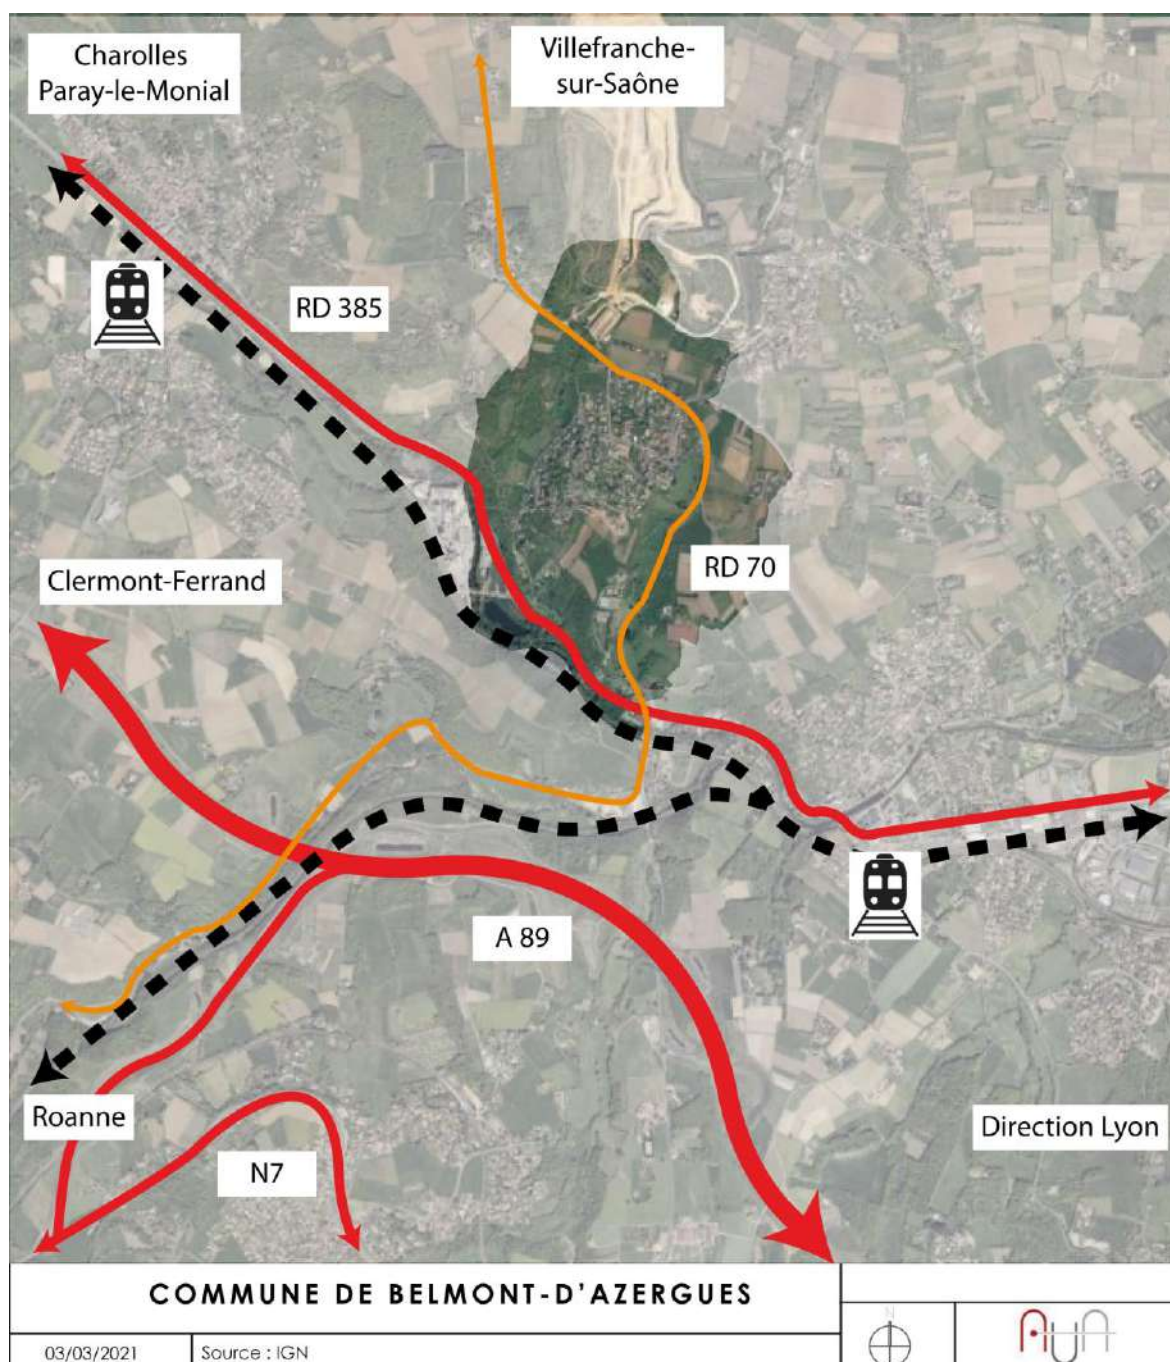 Charolles
Paray-le-Monial
Villefranche-
sur-Saône
RD 385
Clermont-Ferrand
RD 70
A 89
Roanne
N7
Direction Lyon
COMMUNE DE BELMONT-D'AZERGUES
03/03/2021
Source : IGN
N
AUA